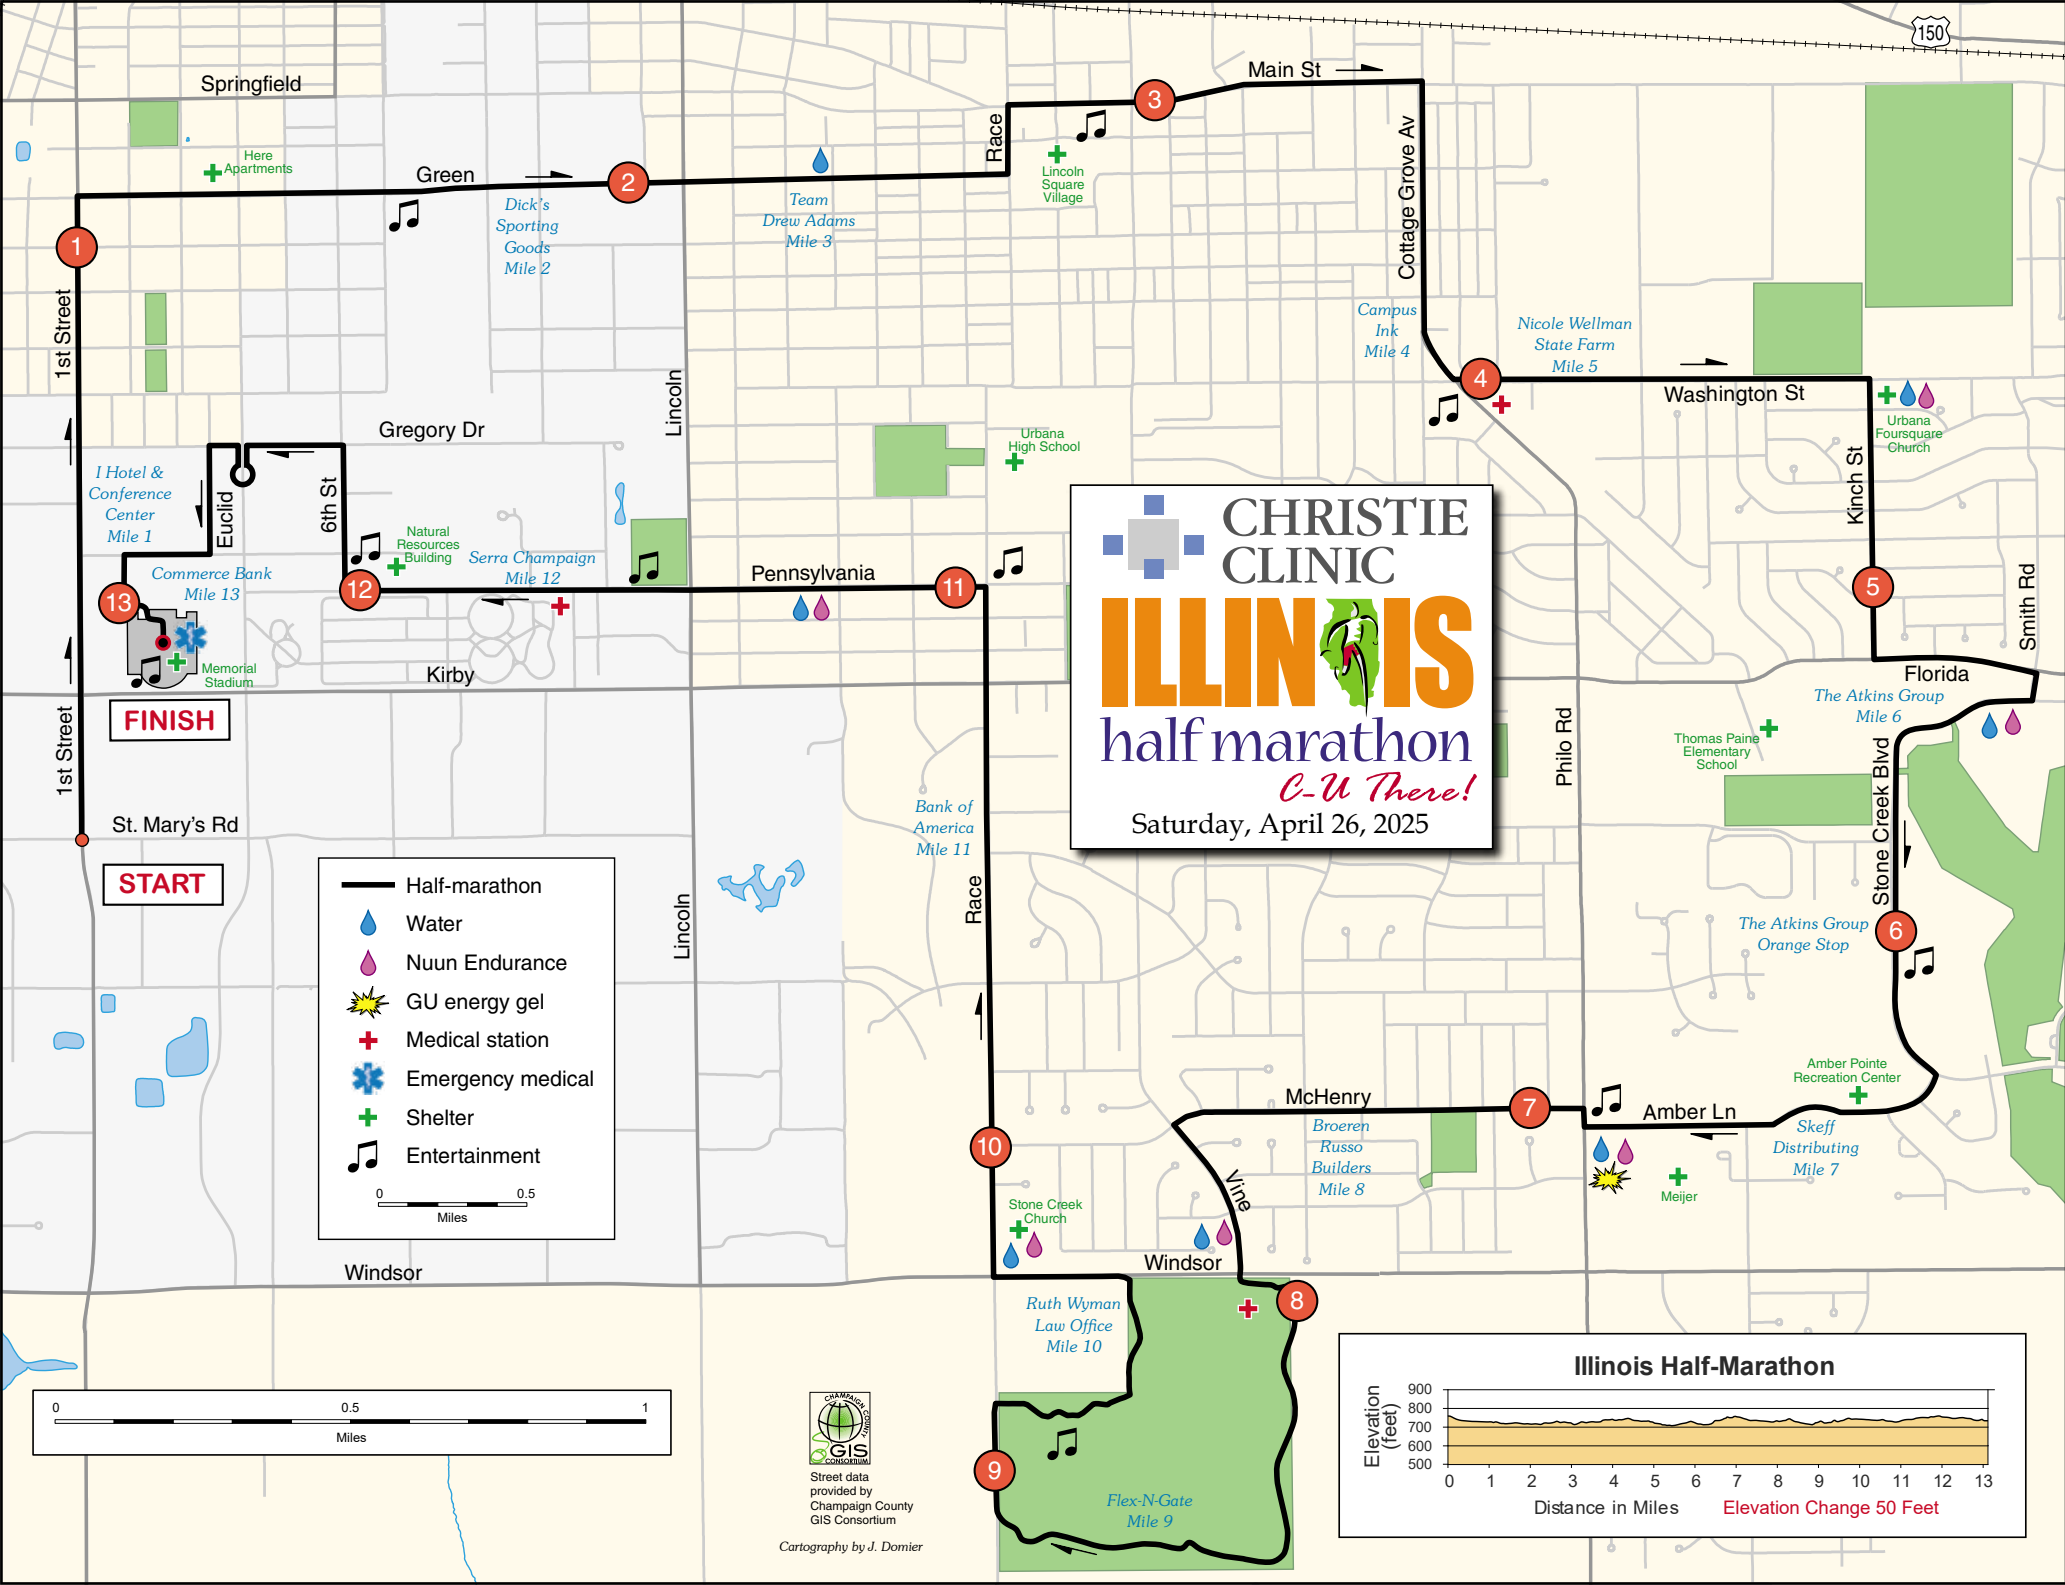 150
Springfield
Main St
3
Race
Here
Apartments
Green
2
Lincoln
Square
Village
Cottage Grove Av
Dick's
Sporting
Goods
Mile 2
Team
Drew Adams
Mile 3
1
1st Street
Campus
Ink
Mile 4
Nicole Wellman
State Farm
Mile 5
4
Washington St
Lincoln
Urbana
Foursquare
Church
Gregory Dr
Urbana
High School
I Hotel &
Conference
Center
Mile 1
Euclid
6th St
Kinch St
Natural
Resources
Building
Serra Champaign
Mile 12
Commerce Bank
Mile 13
13
12
Pennsylvania
11
5
Smith Rd
CHRISTIE
CLINIC
ILLINOIS
half marathon
C-U There!
Saturday, April 26, 2025
Memorial
Stadium
Kirby
Florida
The Atkins Group
Mile 6
FINISH
1st Street
Philo Rd
Thomas Paine
Elementary
School
Stone Creek Blvd
St. Mary's Rd
START
Bank of
America
Mile 11
Race
Lincoln
Half-marathon
Water
Nuun Endurance
GU energy gel
Medical station
Emergency medical
Shelter
Entertainment
0 0.5
Miles
The Atkins Group
Orange Stop
6
Amber Pointe
Recreation Center
McHenry
7
Amber Ln
Broeren
Russo
Builders
Mile 8
Skeff
Distributing
Mile 7
10
Vine
Meijer
Stone Creek
Church
Windsor
Windsor
8
Ruth Wyman
Law Office
Mile 10
9
Flex-N-Gate
Mile 9
0 0.5 1
Miles
CHAMPAIGN COUNTY
GIS
CONSORTIUM
Street data
provided by
Champaign County
GIS Consortium
Cartography by J. Domier
Illinois Half-Marathon
Elevation
(feet)
900
800
700
600
500
0 1 2 3 4 5 6 7 8 9 10 11 12 13
Distance in Miles
Elevation Change 50 Feet